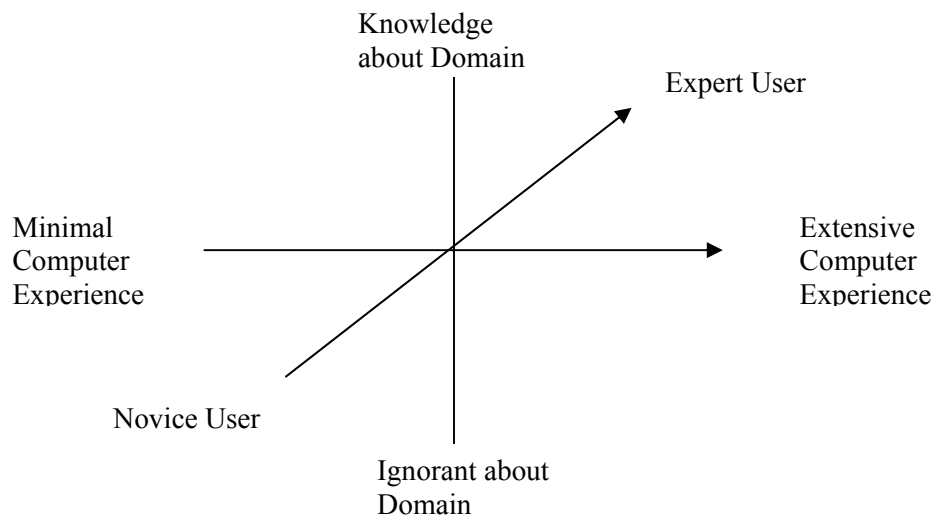 Knowledge
about Domain
Expert User
Minimal
Computer
Experience
Extensive
Computer
Experience
Novice User
Ignorant about
Domain